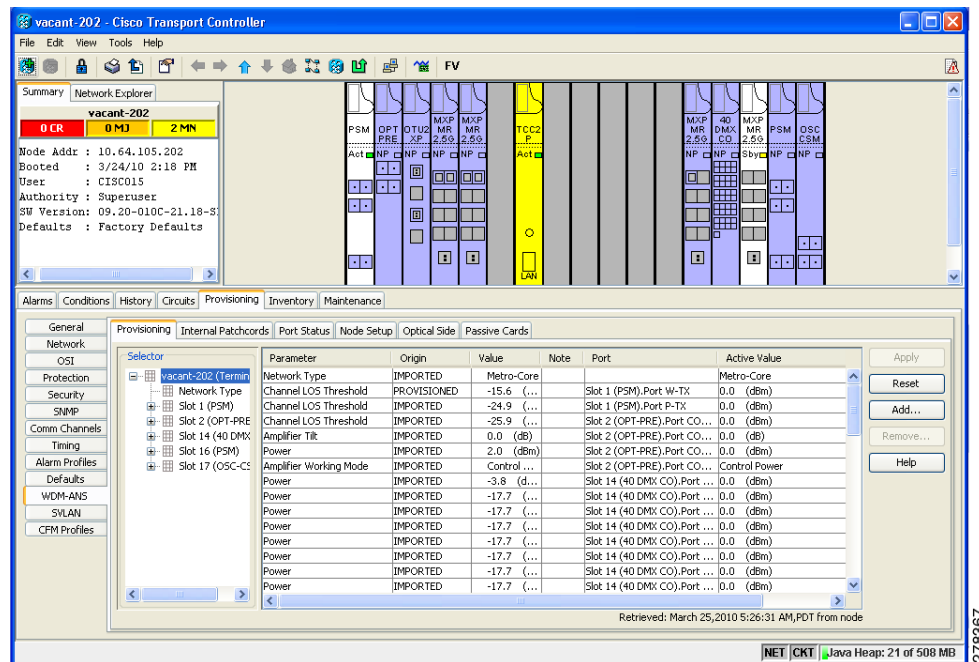 vacant-202 - Cisco Transport Controller
File Edit View Tools Help
FV
Summary Network Explorer
vacant-202
0 CR 0 MJ 2 MN
Node Addr : 10.64.105.202
Booted : 3/24/10 2:18 PM
User : CISCO15
Authority : Superuser
SW Version: 09.20-010C-21.18-S
Defaults : Factory Defaults
PSM OPT PRE OTU2 XP MXP MR 2.5G MXP MR 2.5G TCC2 P MXP MR 2.5G 40 DMX CO MXP MR 2.5G PSM OSC CSM
Act NP NP NP NP Act NP NP Sby NP NP
LAN
Alarms Conditions History Circuits Provisioning Inventory Maintenance
General
Network
OSI
Protection
Security
SNMP
Comm Channels
Timing
Alarm Profiles
Defaults
WDM-ANS
SVLAN
CFM Profiles
Provisioning Internal Patchcords Port Status Node Setup Optical Side Passive Cards
Selector
vacant-202 (Termin
Network Type
Slot 1 (PSM)
Slot 2 (OPT-PRE
Slot 14 (40 DMX
Slot 16 (PSM)
Slot 17 (OSC-CS
Parameter Origin Value Note Port Active Value
Network Type IMPORTED Metro-Core Metro-Core
Channel LOS Threshold PROVISIONED -15.6 (... Slot 1 (PSM).Port W-TX 0.0 (dBm)
Channel LOS Threshold IMPORTED -24.9 (... Slot 1 (PSM).Port P-TX 0.0 (dBm)
Channel LOS Threshold IMPORTED -25.9 (... Slot 2 (OPT-PRE).Port CO... 0.0 (dBm)
Amplifier Tilt IMPORTED 0.0 (dB) Slot 2 (OPT-PRE).Port CO... 0.0 (dB)
Power IMPORTED 2.0 (dBm) Slot 2 (OPT-PRE).Port CO... 0.0 (dBm)
Amplifier Working Mode IMPORTED Control ... Slot 2 (OPT-PRE).Port CO... Control Power
Power IMPORTED -3.8 (d... Slot 14 (40 DMX CO).Port ... 0.0 (dBm)
Power IMPORTED -17.7 (... Slot 14 (40 DMX CO).Port ... 0.0 (dBm)
Power IMPORTED -17.7 (... Slot 14 (40 DMX CO).Port ... 0.0 (dBm)
Power IMPORTED -17.7 (... Slot 14 (40 DMX CO).Port ... 0.0 (dBm)
Power IMPORTED -17.7 (... Slot 14 (40 DMX CO).Port ... 0.0 (dBm)
Power IMPORTED -17.7 (... Slot 14 (40 DMX CO).Port ... 0.0 (dBm)
Power IMPORTED -17.7 (... Slot 14 (40 DMX CO).Port ... 0.0 (dBm)
Power IMPORTED -17.7 (... Slot 14 (40 DMX CO).Port ... 0.0 (dBm)
Apply
Reset
Add...
Remove...
Help
Retrieved: March 25,2010 5:26:31 AM,PDT from node
NET CKT Java Heap: 21 of 508 MB